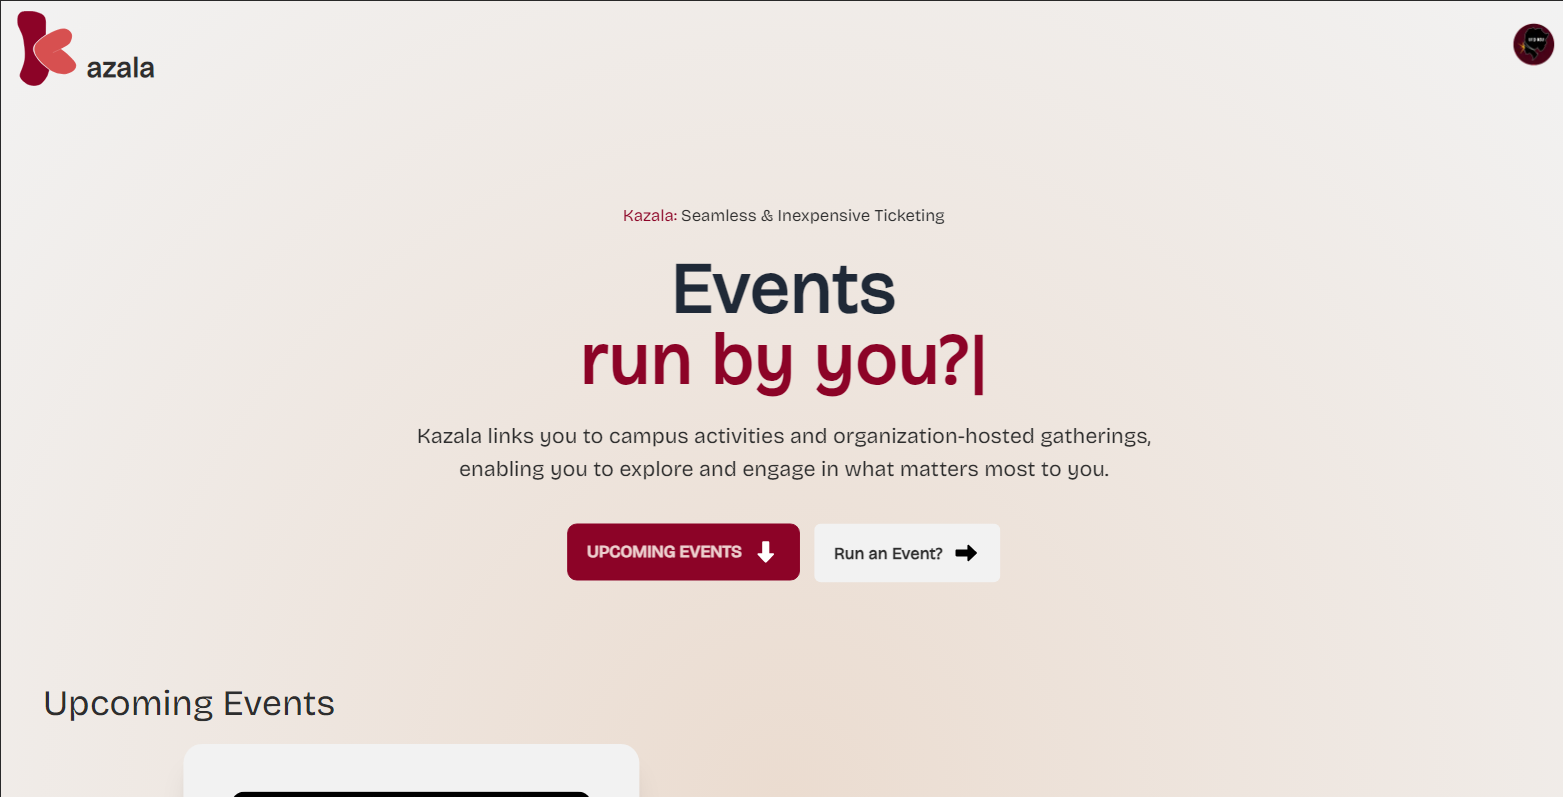 Kazala
Kazala: Seamless & Inexpensive Ticketing
Events
run by you?|
Kazala links you to campus activities and organization-hosted gatherings,
enabling you to explore and engage in what matters most to you.
UPCOMING EVENTS
Run an Event?
Upcoming Events